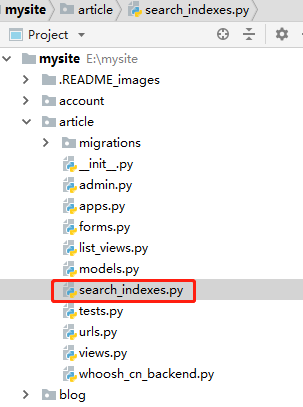 mysite article search_indexes.py
Project
mysite E:\mysite
.README_images
account
article
migrations
__init__.py
admin.py
apps.py
forms.py
list_views.py
models.py
search_indexes.py
tests.py
urls.py
views.py
whoosh_cn_backend.py
blog